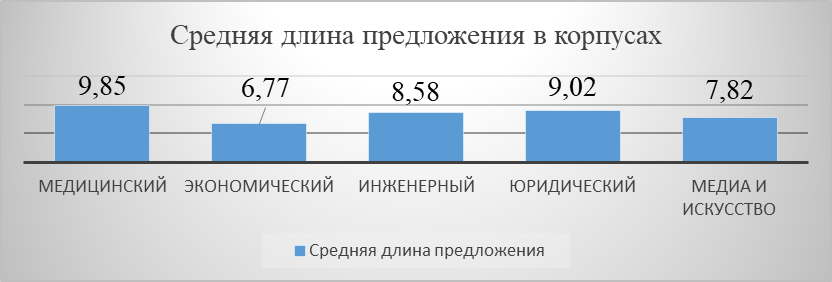 Средняя длина предложения в корпусах
9,85 6,77 8,58 9,02 7,82
МЕДИЦИНСКИЙ ЭКОНОМИЧЕСКИЙ ИНЖЕНЕРНЫЙ ЮРИДИЧЕСКИЙ МЕДИА И
ИСКУССТВО
Средняя длина предложения